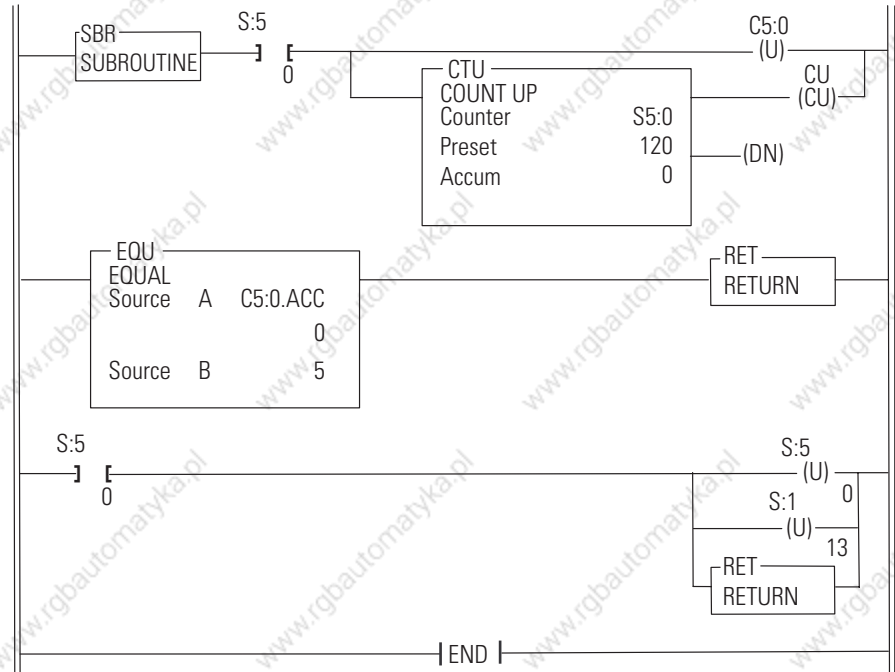 SBR
SUBROUTINE
S:5
] [
0
C5:0
(U)
CTU
COUNT UP
Counter S5:0
Preset 120
Accum 0
CU
(CU)
(DN)
EQU
EQUAL
Source A C5:0.ACC
0
Source B 5
RET
RETURN
S:5
] [
0
S:5
(U)
0
S:1
(U)
13
RET
RETURN
END
www.rgbautomatyka.pl